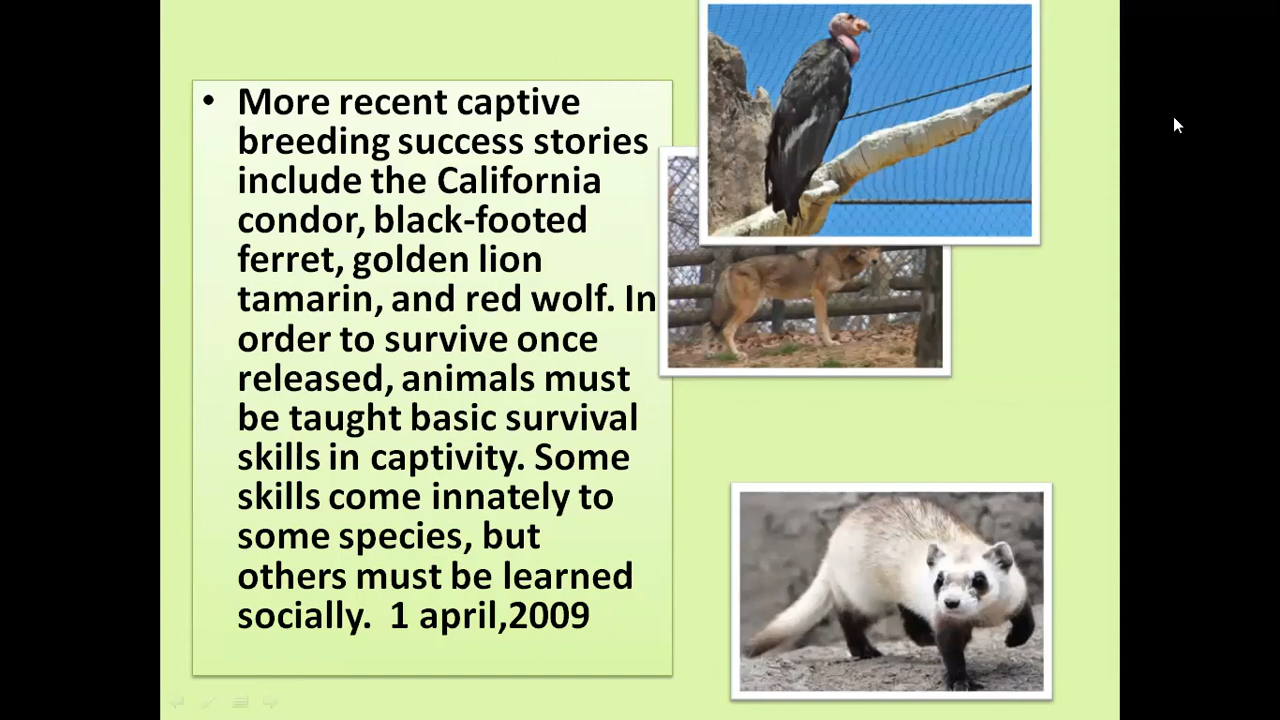 • More recent captive
breeding success stories
include the California
condor, black-footed
ferret, golden lion
tamarin, and red wolf. In
order to survive once
released, animals must
be taught basic survival
skills in captivity. Some
skills come innately to
some species, but
others must be learned
socially.  1 april,2009